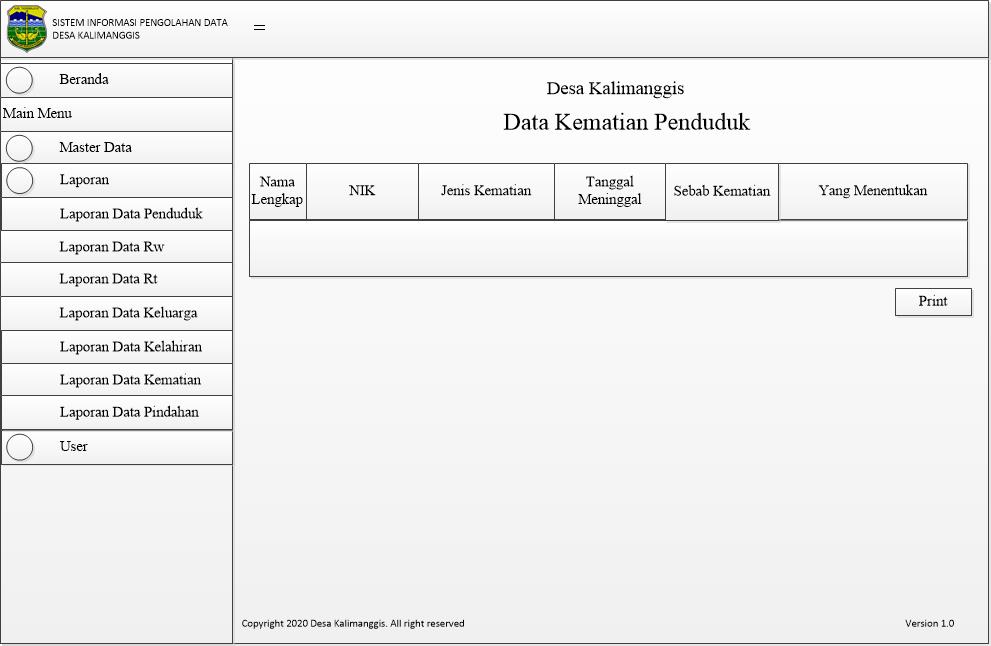 SISTEM INFORMASI PENGOLAHAN DATA
DESA KALIMANGGIS
Beranda
Main Menu
Master Data
Laporan
Laporan Data Penduduk
Laporan Data Rw
Laporan Data Rt
Laporan Data Keluarga
Laporan Data Kelahiran
Laporan Data Kematian
Laporan Data Pindahan
User
Desa Kalimanggis
Data Kematian Penduduk
Nama
Lengkap
NIK
Jenis Kematian
Tanggal
Meninggal
Sebab Kematian
Yang Menentukan
Print
Copyright 2020 Desa Kalimanggis. All right reserved
Version 1.0